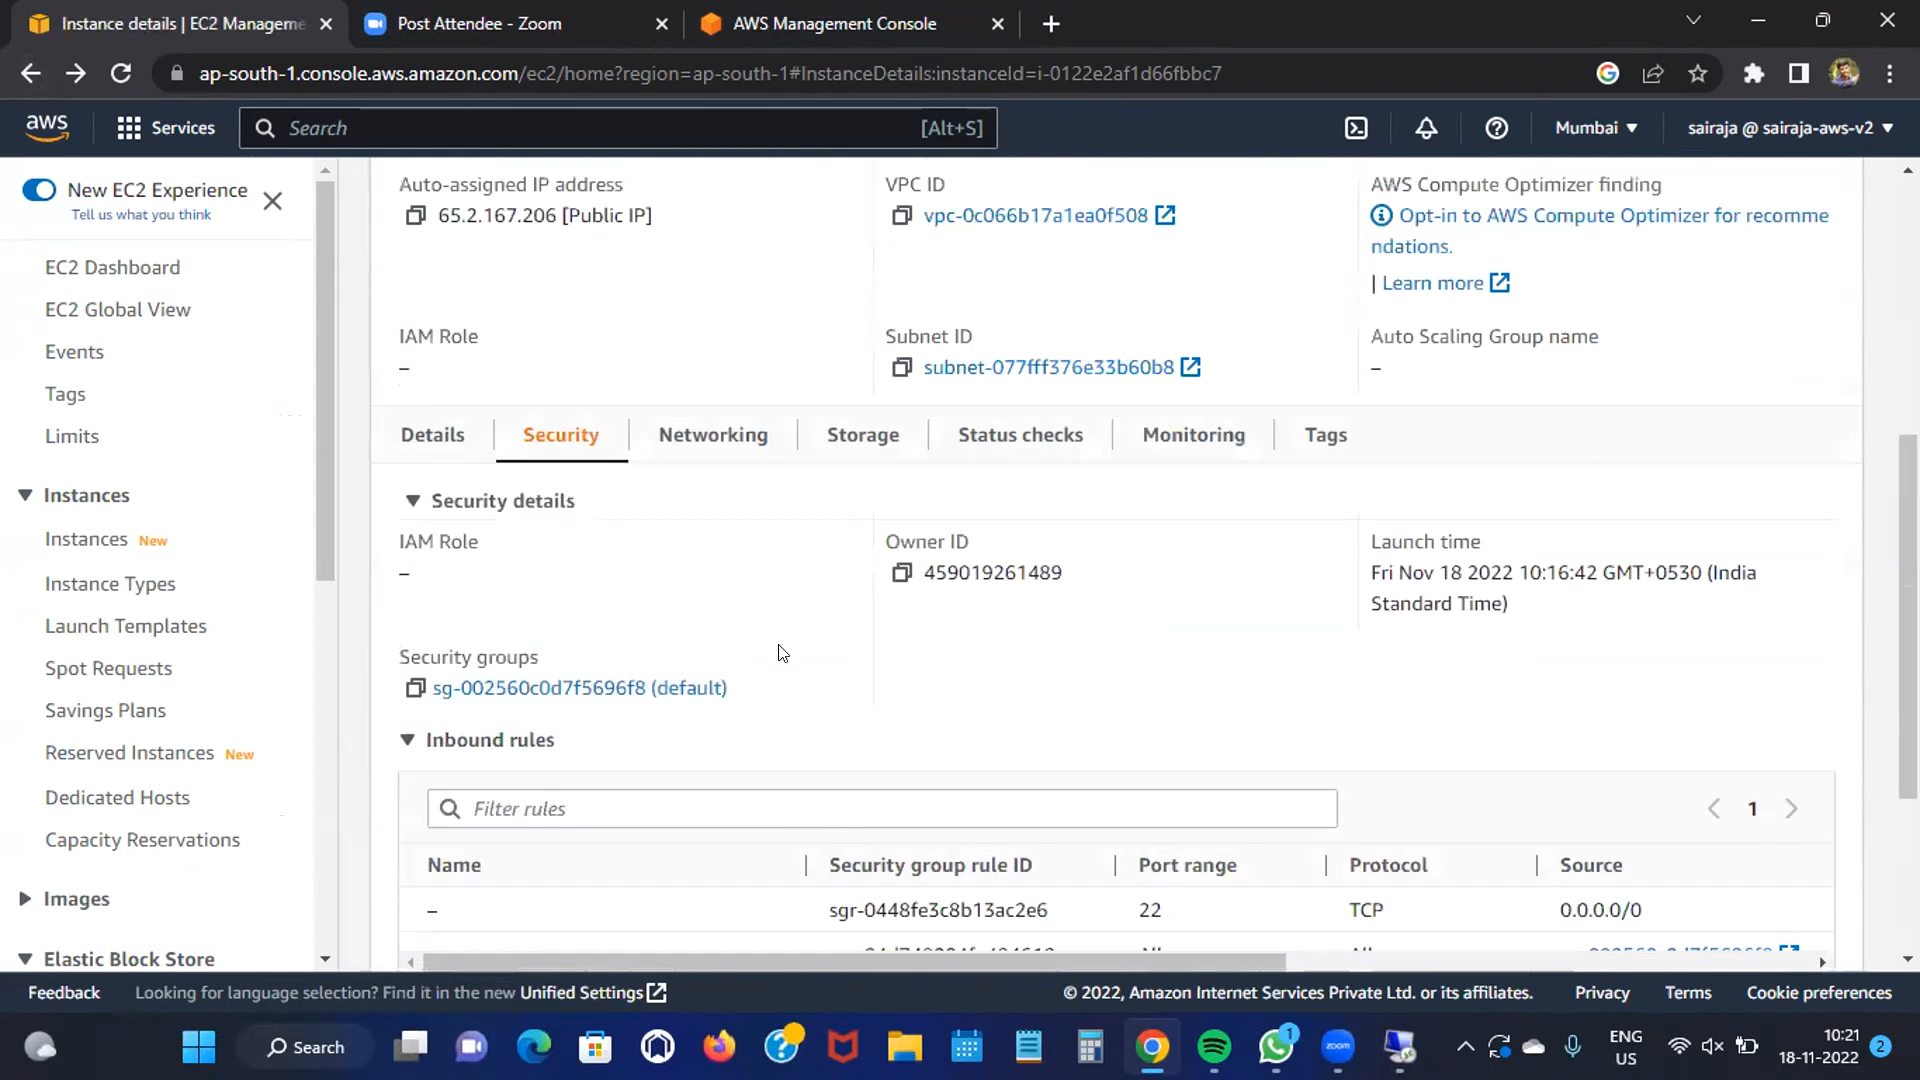 Instance details | EC2 Manageme
Post Attendee - Zoom
AWS Management Console
ap-south-1.console.aws.amazon.com/ec2/home?region=ap-south-1#InstanceDetails:instanceId=i-0122e2af1d66fbbc7
aws
Services
Search
[Alt+S]
Mumbai
sairaja @ sairaja-aws-v2
New EC2 Experience
Tell us what you think
EC2 Dashboard
EC2 Global View
Events
Tags
Limits
Instances
Instances New
Instance Types
Launch Templates
Spot Requests
Savings Plans
Reserved Instances New
Dedicated Hosts
Capacity Reservations
Images
Elastic Block Store
Auto-assigned IP address
65.2.167.206 [Public IP]
VPC ID
vpc-0c066b17a1ea0f508
AWS Compute Optimizer finding
Opt-in to AWS Compute Optimizer for recomme
ndations.
| Learn more
IAM Role
–
Subnet ID
subnet-077fff376e33b60b8
Auto Scaling Group name
–
Details
Security
Networking
Storage
Status checks
Monitoring
Tags
Security details
IAM Role
–
Owner ID
459019261489
Launch time
Fri Nov 18 2022 10:16:42 GMT+0530 (India
Standard Time)
Security groups
sg-002560c0d7f5696f8 (default)
Inbound rules
Filter rules
1
Name
Security group rule ID
Port range
Protocol
Source
–
sgr-0448fe3c8b13ac2e6
22
TCP
0.0.0.0/0
Feedback
Looking for language selection? Find it in the new Unified Settings
© 2022, Amazon Internet Services Private Ltd. or its affiliates.
Privacy
Terms
Cookie preferences
Search
zoom
1
ENG
US
10:21
18-11-2022
2